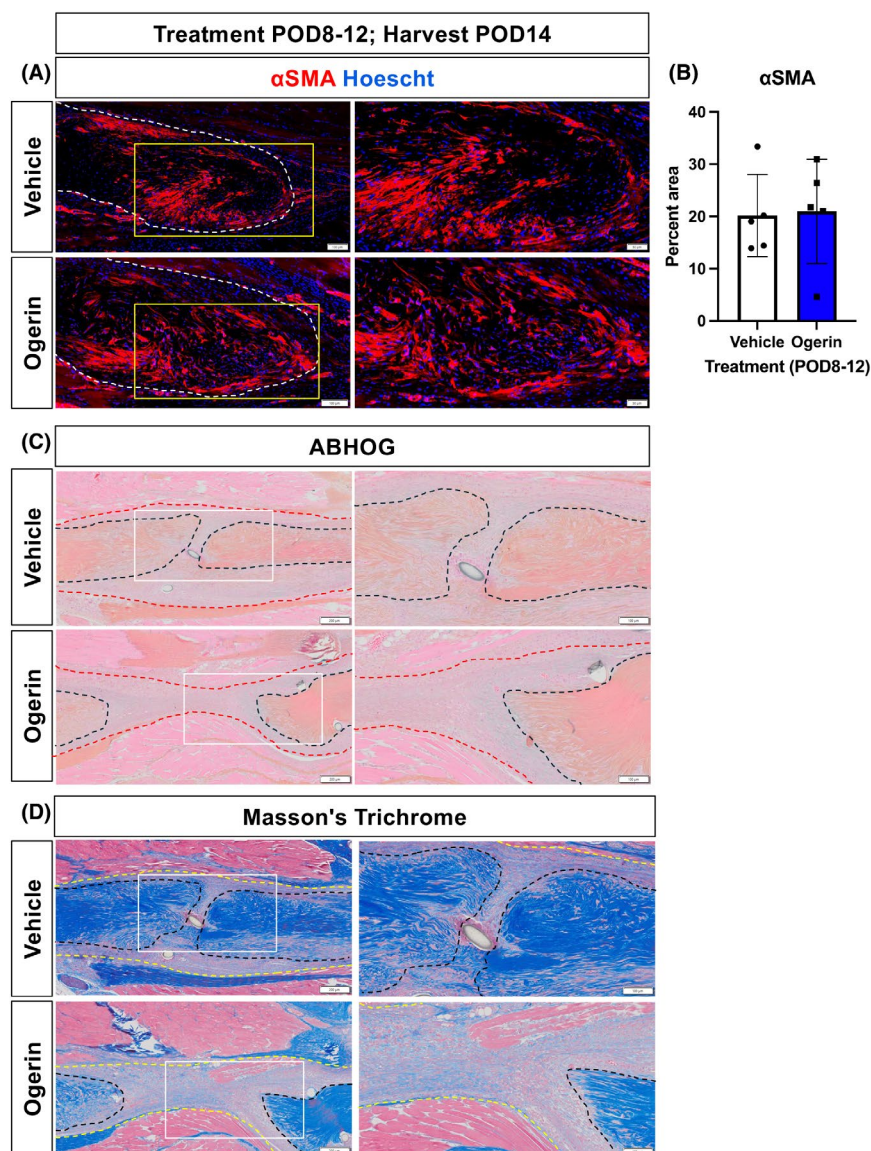 Treatment POD8-12; Harvest POD14
(A)
αSMA Hoescht
Vehicle
Ogerin
(B)
αSMA
Percent area
40
30
20
10
0
Vehicle Ogerin
Treatment (POD8-12)
(C)
ABHOG
Vehicle
Ogerin
(D)
Masson's Trichrome
Vehicle
Ogerin